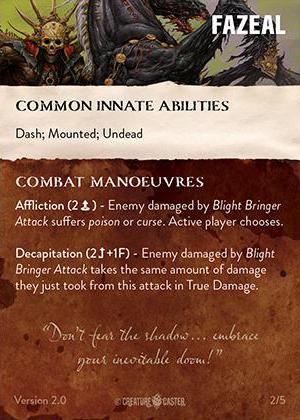 FAZEAL
COMMON INNATE ABILITIES
Dash; Mounted; Undead
COMBAT MANOEUVRES
Affliction (2⤒) - Enemy damaged by Blight Bringer
Attack suffers poison or curse. Active player chooses.
Decapitation (2⤴+1F) - Enemy damaged by Blight
Bringer Attack takes the same amount of damage
they just took from this attack in True Damage.
"Don't fear the shadow... embrace
your inevitable doom!"
Version 2.0 © CREATURE CASTER 2/5